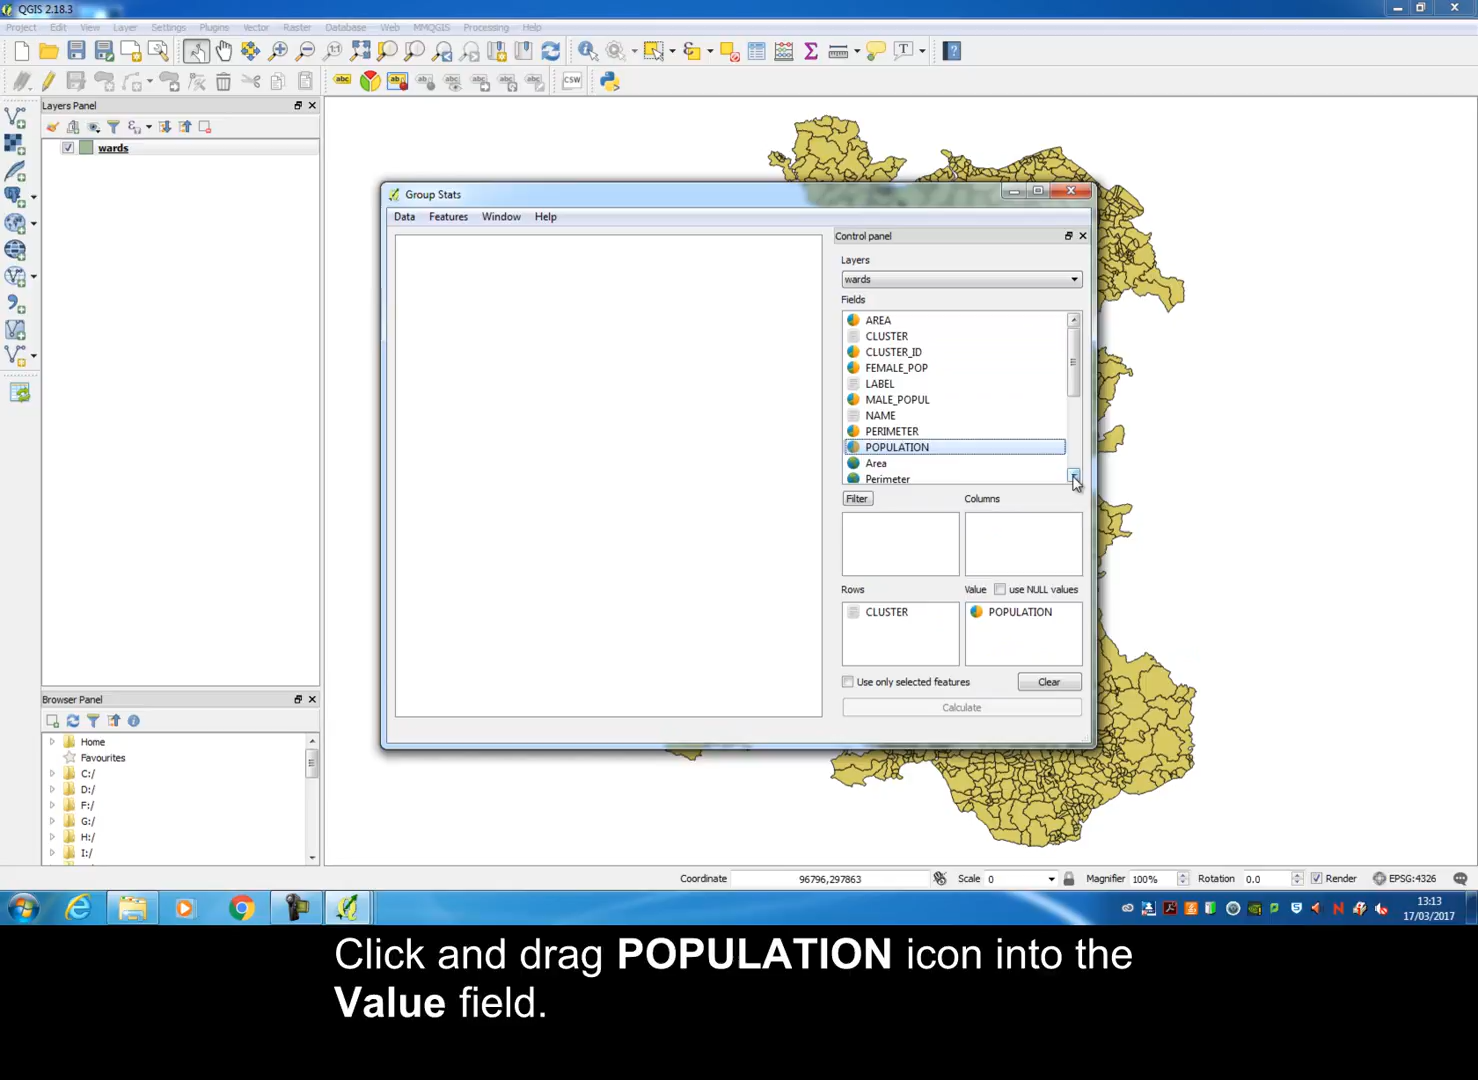 QGIS 2.18.3
Project Edit View Layer Settings Plugins Vector Raster Database Web MMQGIS Processing Help
abc ab CSW
Layers Panel
wards
Group Stats
Data Features Window Help
Control panel
Layers
wards
Fields
AREA
CLUSTER
CLUSTER_ID
FEMALE_POP
LABEL
MALE_POPUL
NAME
PERIMETER
POPULATION
Area
Perimeter
Filter Columns
Rows Value use NULL values
CLUSTER POPULATION
Use only selected features Clear
Calculate
Browser Panel
Home
Favourites
C:/
D:/
F:/
G:/
H:/
I:/
Coordinate 96796,297863 Scale 0 Magnifier 100% Rotation 0.0 Render EPSG:4326
13:13
17/03/2017
Click and drag POPULATION icon into the
Value field.